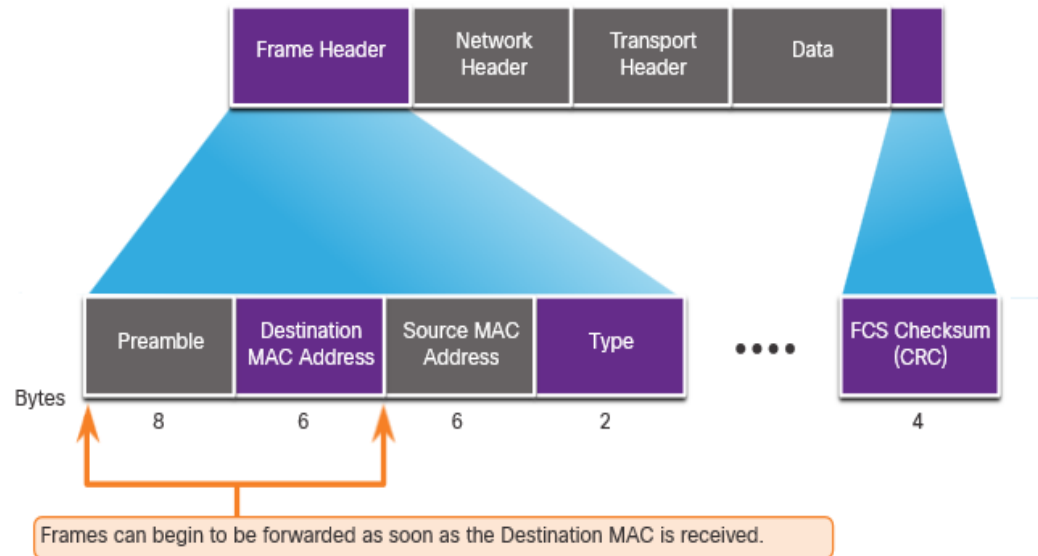 Frame Header
Network
Header
Transport
Header
Data
Preamble
Destination
MAC Address
Source MAC
Address
Type
••••
FCS Checksum
(CRC)
Bytes
8
6
6
2
4
Frames can begin to be forwarded as soon as the Destination MAC is received.